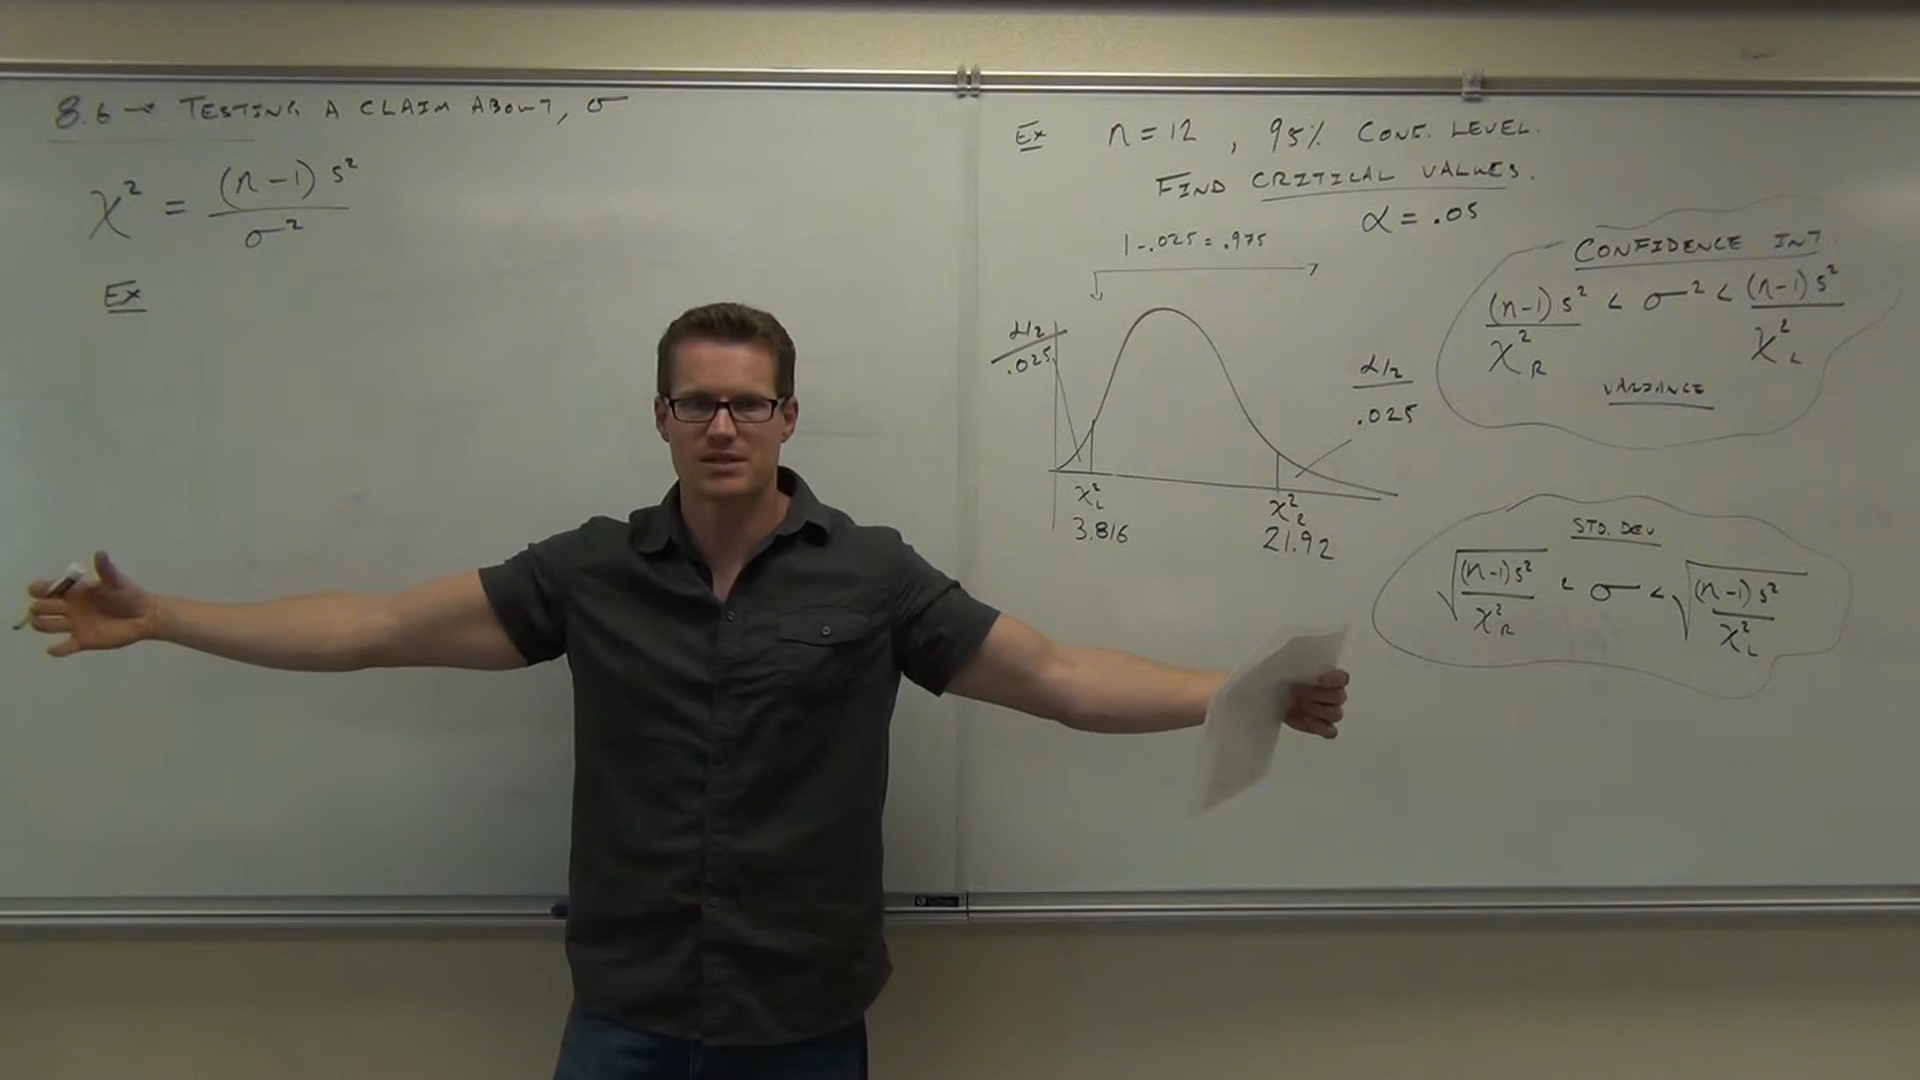 8.6 → TESTING A CLAIM ABOUT, σ
χ² = (n-1) s² / σ²
Ex
Ex n = 12 , 95% CONF. LEVEL.
FIND CRITICAL VALUES.
α = .05
1-.025 = .975
α/2
.025
α/2
.025
χ²L
3.816
χ²R
21.92
CONFIDENCE INT
(n-1) s² / χ²R < σ² < (n-1) s² / χ²L
VARIANCE
STD. DEV
√((n-1) s² / χ²R) < σ < √((n-1) s² / χ²L)